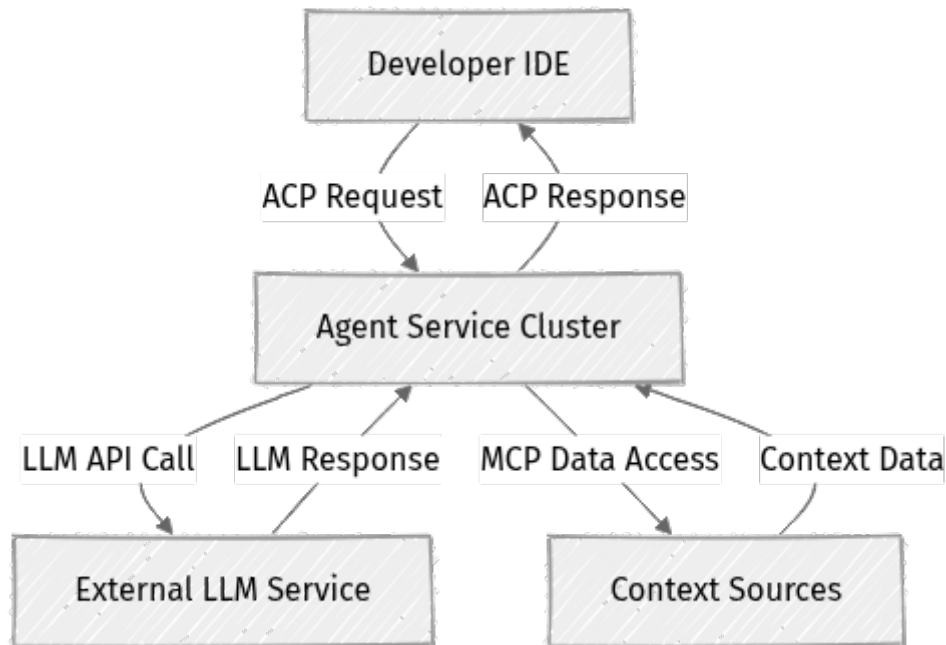 Developer IDE
ACP Request
ACP Response
Agent Service Cluster
LLM API Call
LLM Response
MCP Data Access
Context Data
External LLM Service
Context Sources